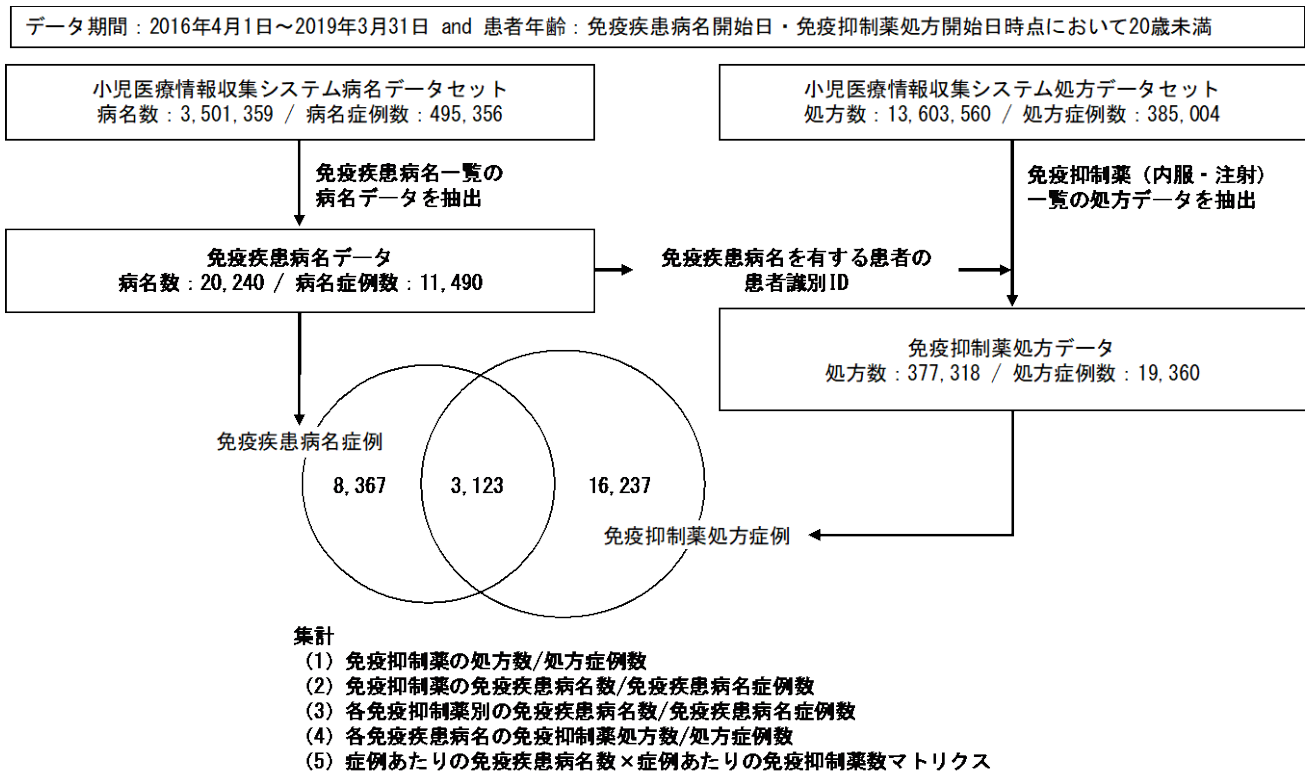 データ期間：2016年4月1日～2019年3月31日 and 患者年齢：免疫疾患病名開始日・免疫抑制薬処方開始日時点において20歳未満
小児医療情報収集システム病名データセット
病名数：3,501,359 / 病名症例数：495,356
小児医療情報収集システム処方データセット
処方数：13,603,560 / 処方症例数：385,004
免疫疾患病名一覧の
病名データを抽出
免疫抑制薬（内服・注射）
一覧の処方データを抽出
免疫疾患病名データ
病名数：20,240 / 病名症例数：11,490
免疫疾患病名を有する患者の
患者識別ID
免疫抑制薬処方データ
処方数：377,318 / 処方症例数：19,360
免疫疾患病名症例
8,367
3,123
16,237
免疫抑制薬処方症例
集計
(1) 免疫抑制薬の処方数/処方症例数
(2) 免疫抑制薬の免疫疾患病名数/免疫疾患病名症例数
(3) 各免疫抑制薬別の免疫疾患病名数/免疫疾患病名症例数
(4) 各免疫疾患病名の免疫抑制薬処方数/処方症例数
(5) 症例あたりの免疫疾患病名数×症例あたりの免疫抑制薬数マトリクス